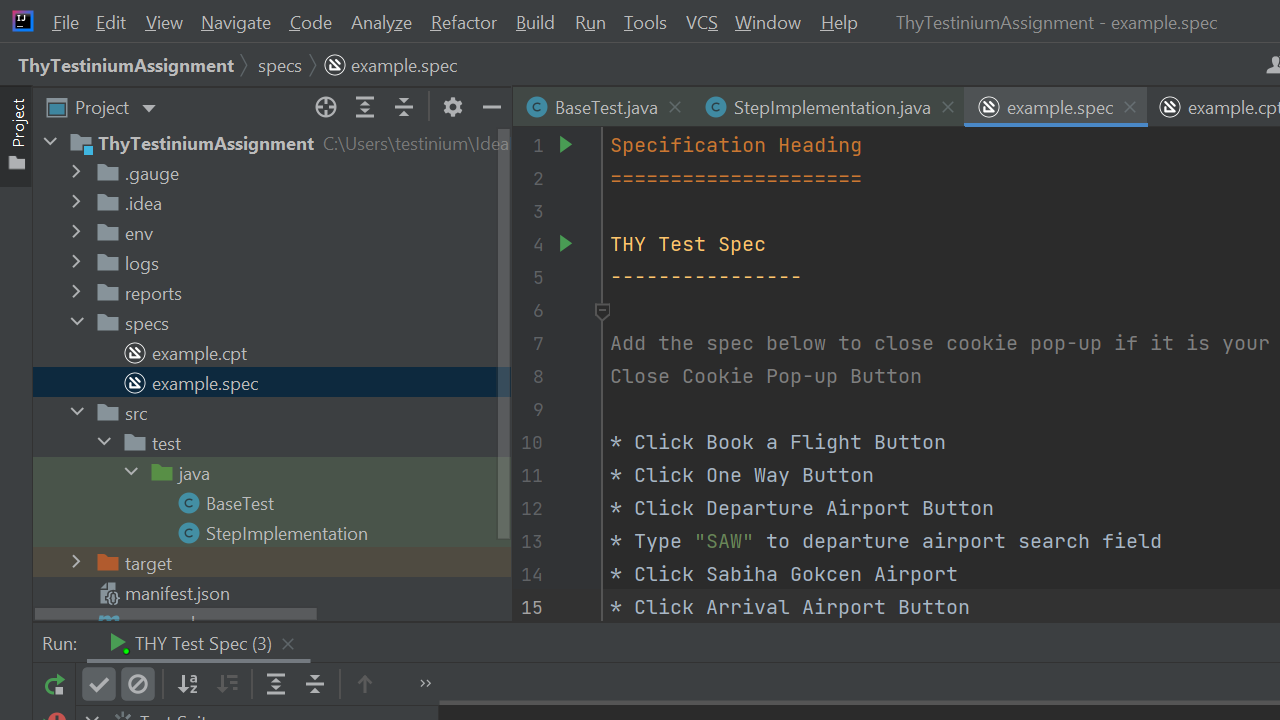 File Edit View Navigate Code Analyze Refactor Build Run Tools VCS Window Help ThyTestiniumAssignment - example.spec
ThyTestiniumAssignment specs example.spec
Project
Project
BaseTest.java StepImplementation.java example.spec example.cpt
ThyTestiniumAssignment C:\Users\testinium\Idea
.gauge
.idea
env
logs
reports
specs
example.cpt
example.spec
src
test
java
BaseTest
StepImplementation
target
manifest.json
1 Specification Heading
2 =====================
3
4 THY Test Spec
5 ----------------
6
7 Add the spec below to close cookie pop-up if it is your
8 Close Cookie Pop-up Button
9
10 * Click Book a Flight Button
11 * Click One Way Button
12 * Click Departure Airport Button
13 * Type "SAW" to departure airport search field
14 * Click Sabiha Gokcen Airport
15 * Click Arrival Airport Button
Run: THY Test Spec (3)